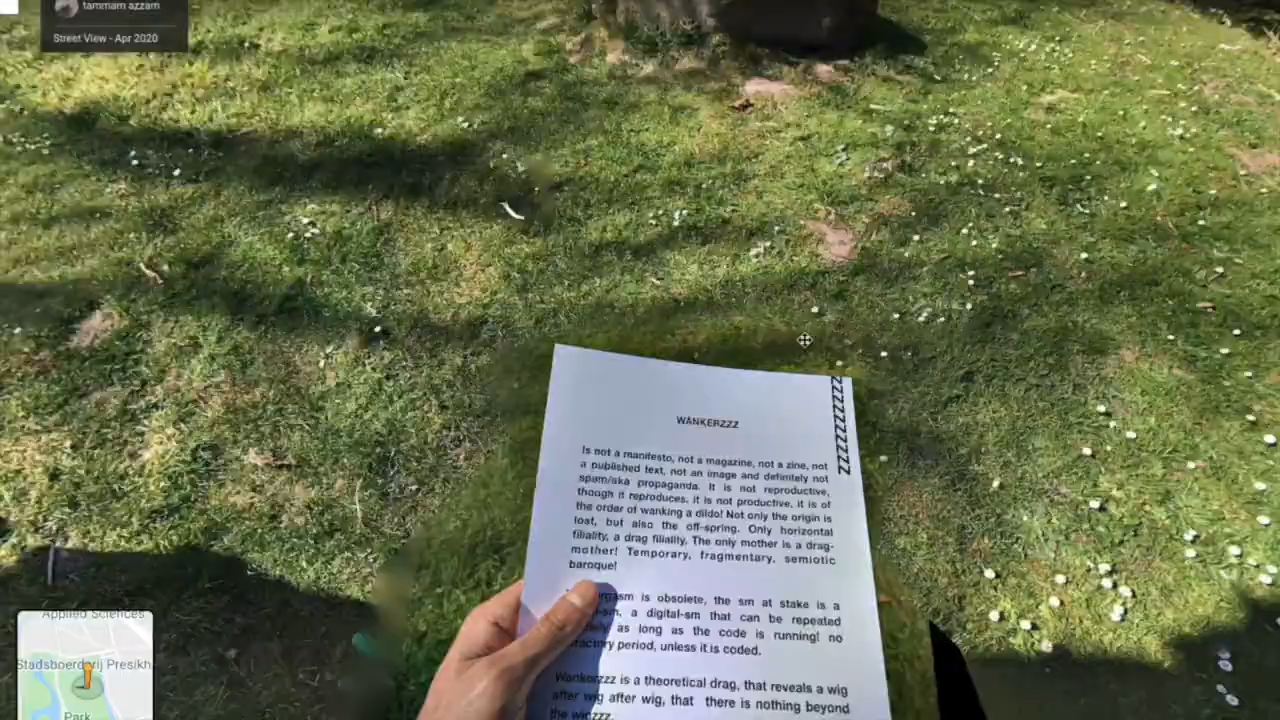 tammam azzam
Street View - Apr 2020
WANKERZZZ
ZZZZZZZZZZ
Is not a manifesto, not a magazine, not a zine, not
a published text, not an image and definitely not
spam/aka propaganda. It is not reproductive,
though it reproduces, it is not productive, it is of
the order of wanking a dildo! Not only the origin is
lost, but also the off-spring. Only horizontal
filiality, a drag filiality. The only mother is a drag-
mother! Temporary, fragmentary, semiotic
baroque!
is obsolete, the sm at stake is a
a digital-sm that can be repeated
as long as the code is running! no
period, unless it is coded.
Wankerzzz is a theoretical drag, that reveals a wig
after wig after wig, that there is nothing beyond
the wigzzz.
Applied Sciences
Stadsboerderij Presikh
Park